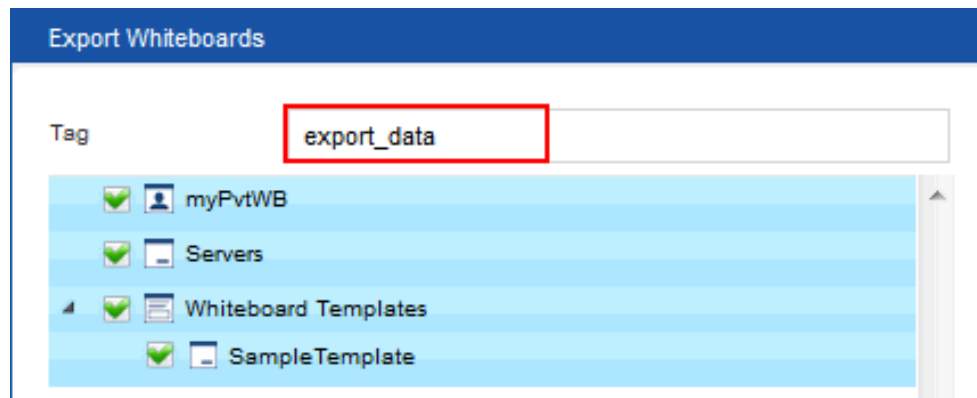 Export Whiteboards
Tag export_data
myPvtWB
Servers
Whiteboard Templates
SampleTemplate